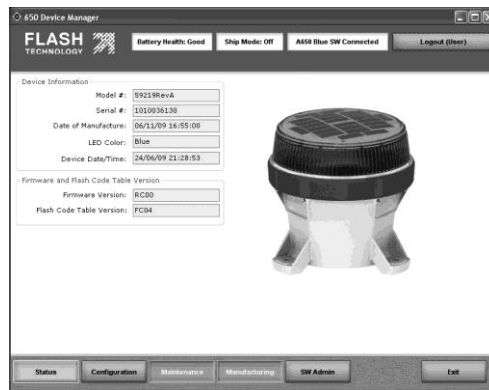 650 Device Manager
FLASH
TECHNOLOGY
Battery Health: Good
Ship Mode: Off
A650 Blue SW Connected
Logout (User)
Device Information
Model #: 59219RevA
Serial #: 1010036130
Date of Manufacture: 06/11/09 16:55:00
LED Color: Blue
Device Date/Time: 24/06/09 21:28:53
Firmware and Flash Code Table Version
Firmware Version: RC00
Flash Code Table Version: FC04
Status
Configuration
Maintenance
Manufacturing
SW Admin
Exit